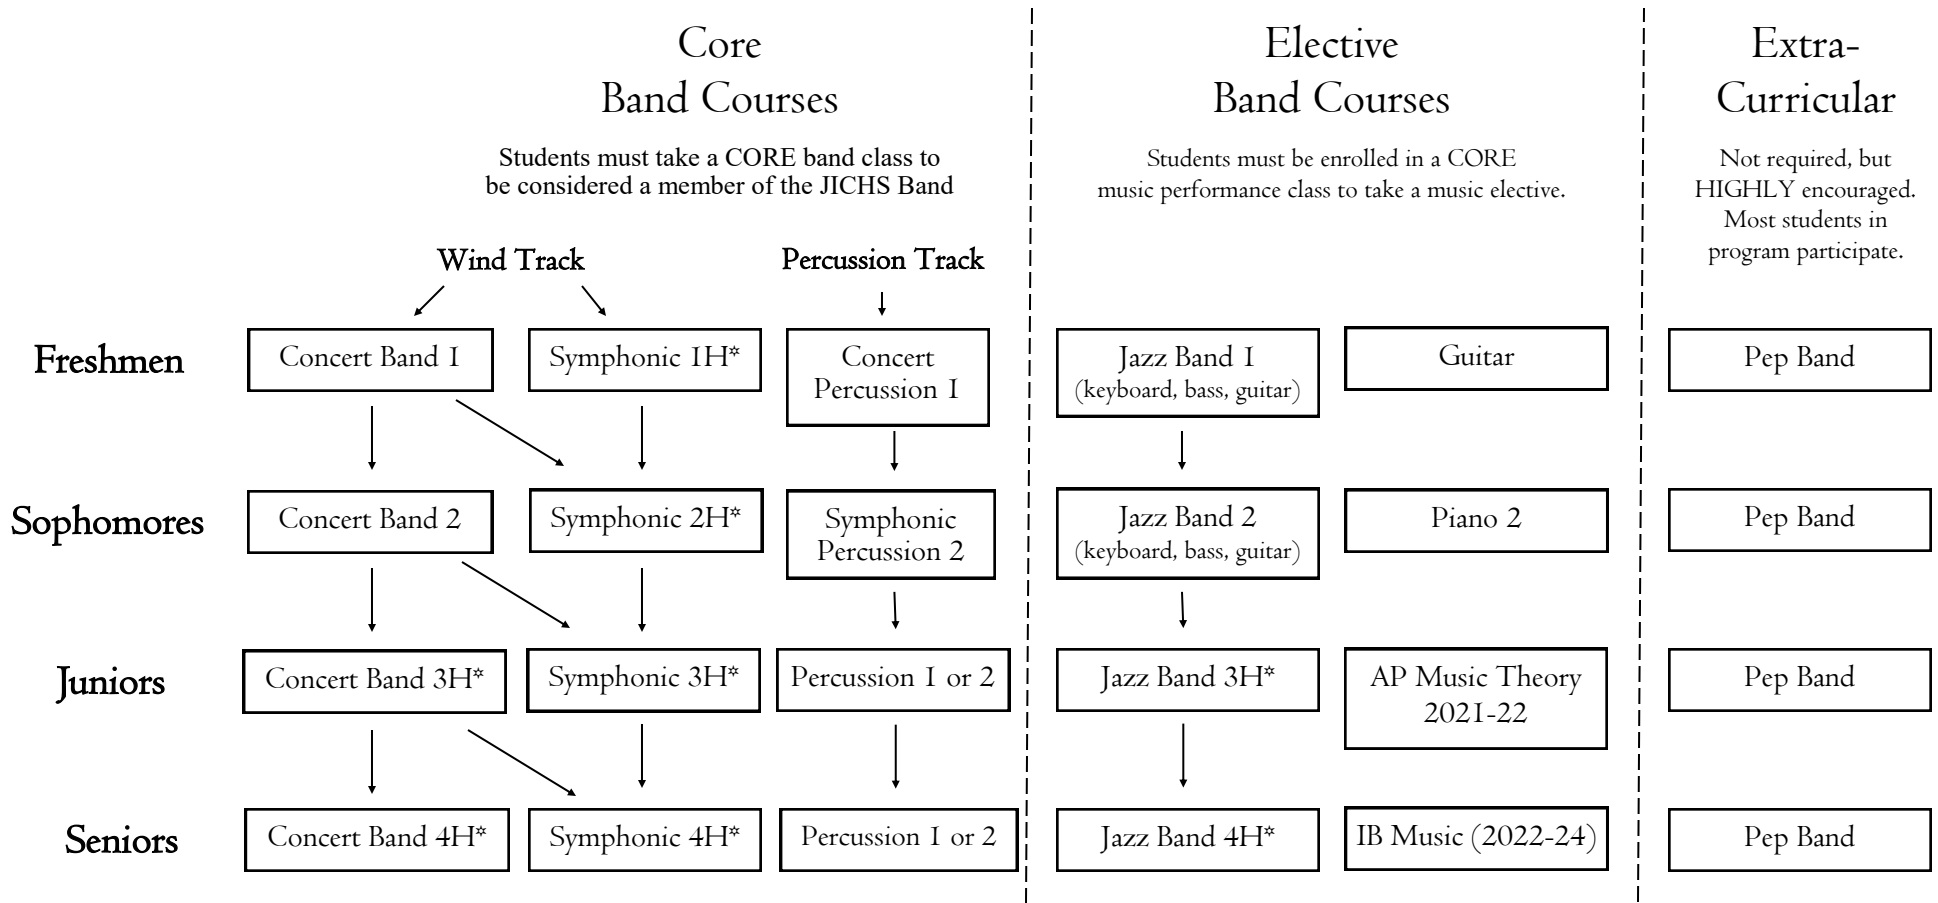 Core
Band Courses
Students must take a CORE band class to
be considered a member of the JICHS Band
Elective
Band Courses
Students must be enrolled in a CORE
music performance class to take a music elective.
Extra-
Curricular
Not required, but
HIGHLY encouraged.
Most students in
program participate.
Wind Track
Percussion Track
Freshmen
Concert Band 1
Symphonic 1H*
Concert
Percussion 1
Jazz Band 1
(keyboard, bass, guitar)
Guitar
Pep Band
Sophomores
Concert Band 2
Symphonic 2H*
Symphonic
Percussion 2
Jazz Band 2
(keyboard, bass, guitar)
Piano 2
Pep Band
Juniors
Concert Band 3H*
Symphonic 3H*
Percussion 1 or 2
Jazz Band 3H*
AP Music Theory
2021-22
Pep Band
Seniors
Concert Band 4H*
Symphonic 4H*
Percussion 1 or 2
Jazz Band 4H*
IB Music (2022-24)
Pep Band